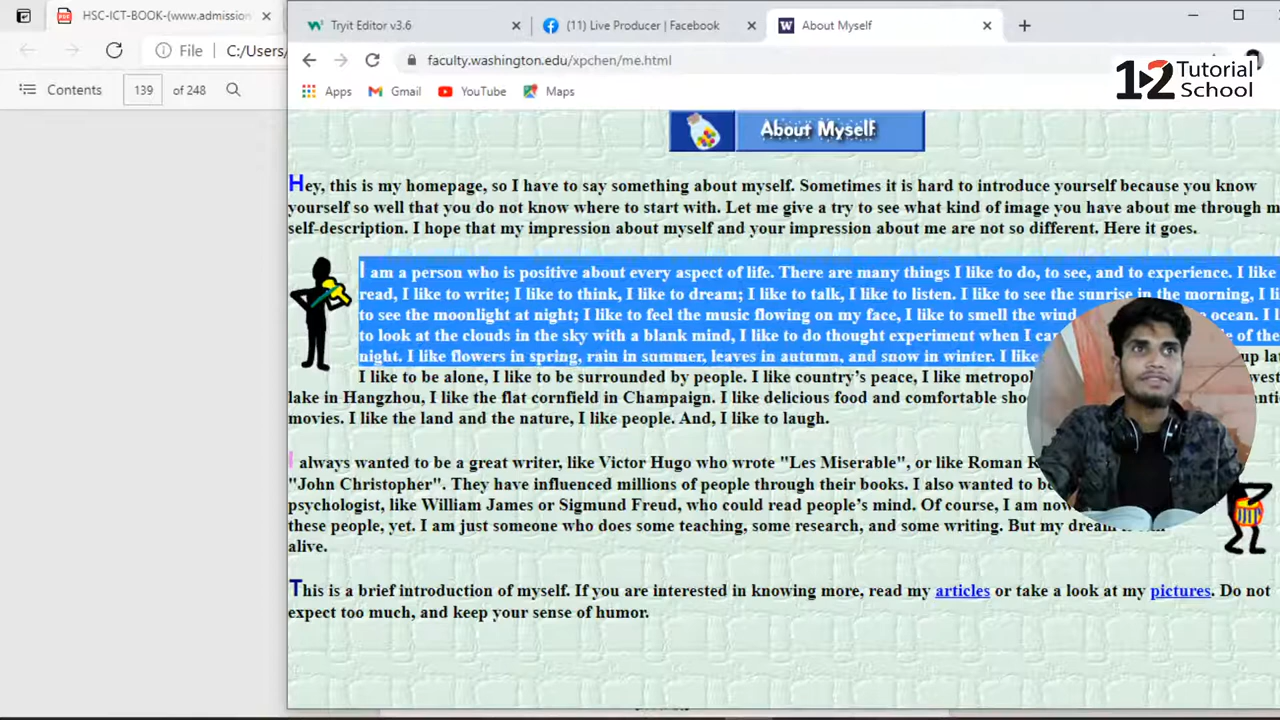 HSC-ICT-BOOK-(www.admission
Tryit Editor v3.6
(11) Live Producer | Facebook
About Myself
File
C:/Users/
faculty.washington.edu/xpchen/me.html
12 Tutorial
School
Contents
139
of 248
Apps
Gmail
YouTube
Maps
About Myself
Hey, this is my homepage, so I have to say something about myself. Sometimes it is hard to introduce yourself because you know
yourself so well that you do not know where to start with. Let me give a try to see what kind of image you have about me through
self-description. I hope that my impression about myself and your impression about me are not so different. Here it goes.
I am a person who is positive about every aspect of life. There are many things I like to do, to see, and to experience. I like
read, I like to write; I like to think, I like to dream; I like to talk, I like to listen. I like to see the sunrise in the morning, I
to see the moonlight at night; I like to feel the music flowing on my face, I like to smell the wind ocean. I
to look at the clouds in the sky with a blank mind, I like to do thought experiment when I of the
night. I like flowers in spring, rain in summer, leaves in autumn, and snow in winter. I like up
I like to be alone, I like to be surrounded by people. I like country's peace, I like
lake in Hangzhou, I like the flat cornfield in Champaign. I like delicious food and comfortable
movies. I like the land and the nature, I like people. And, I like to laugh.
I always wanted to be a great writer, like Victor Hugo who wrote "Les Miserable", or like Roman
"John Christopher". They have influenced millions of people through their books. I also wanted to
psychologist, like William James or Sigmund Freud, who could read people's mind. Of course, I am
these people, yet. I am just someone who does some teaching, some research, and some writing. But my dream
alive.
This is a brief introduction of myself. If you are interested in knowing more, read my articles or take a look at my pictures. Do not
expect too much, and keep your sense of humor.